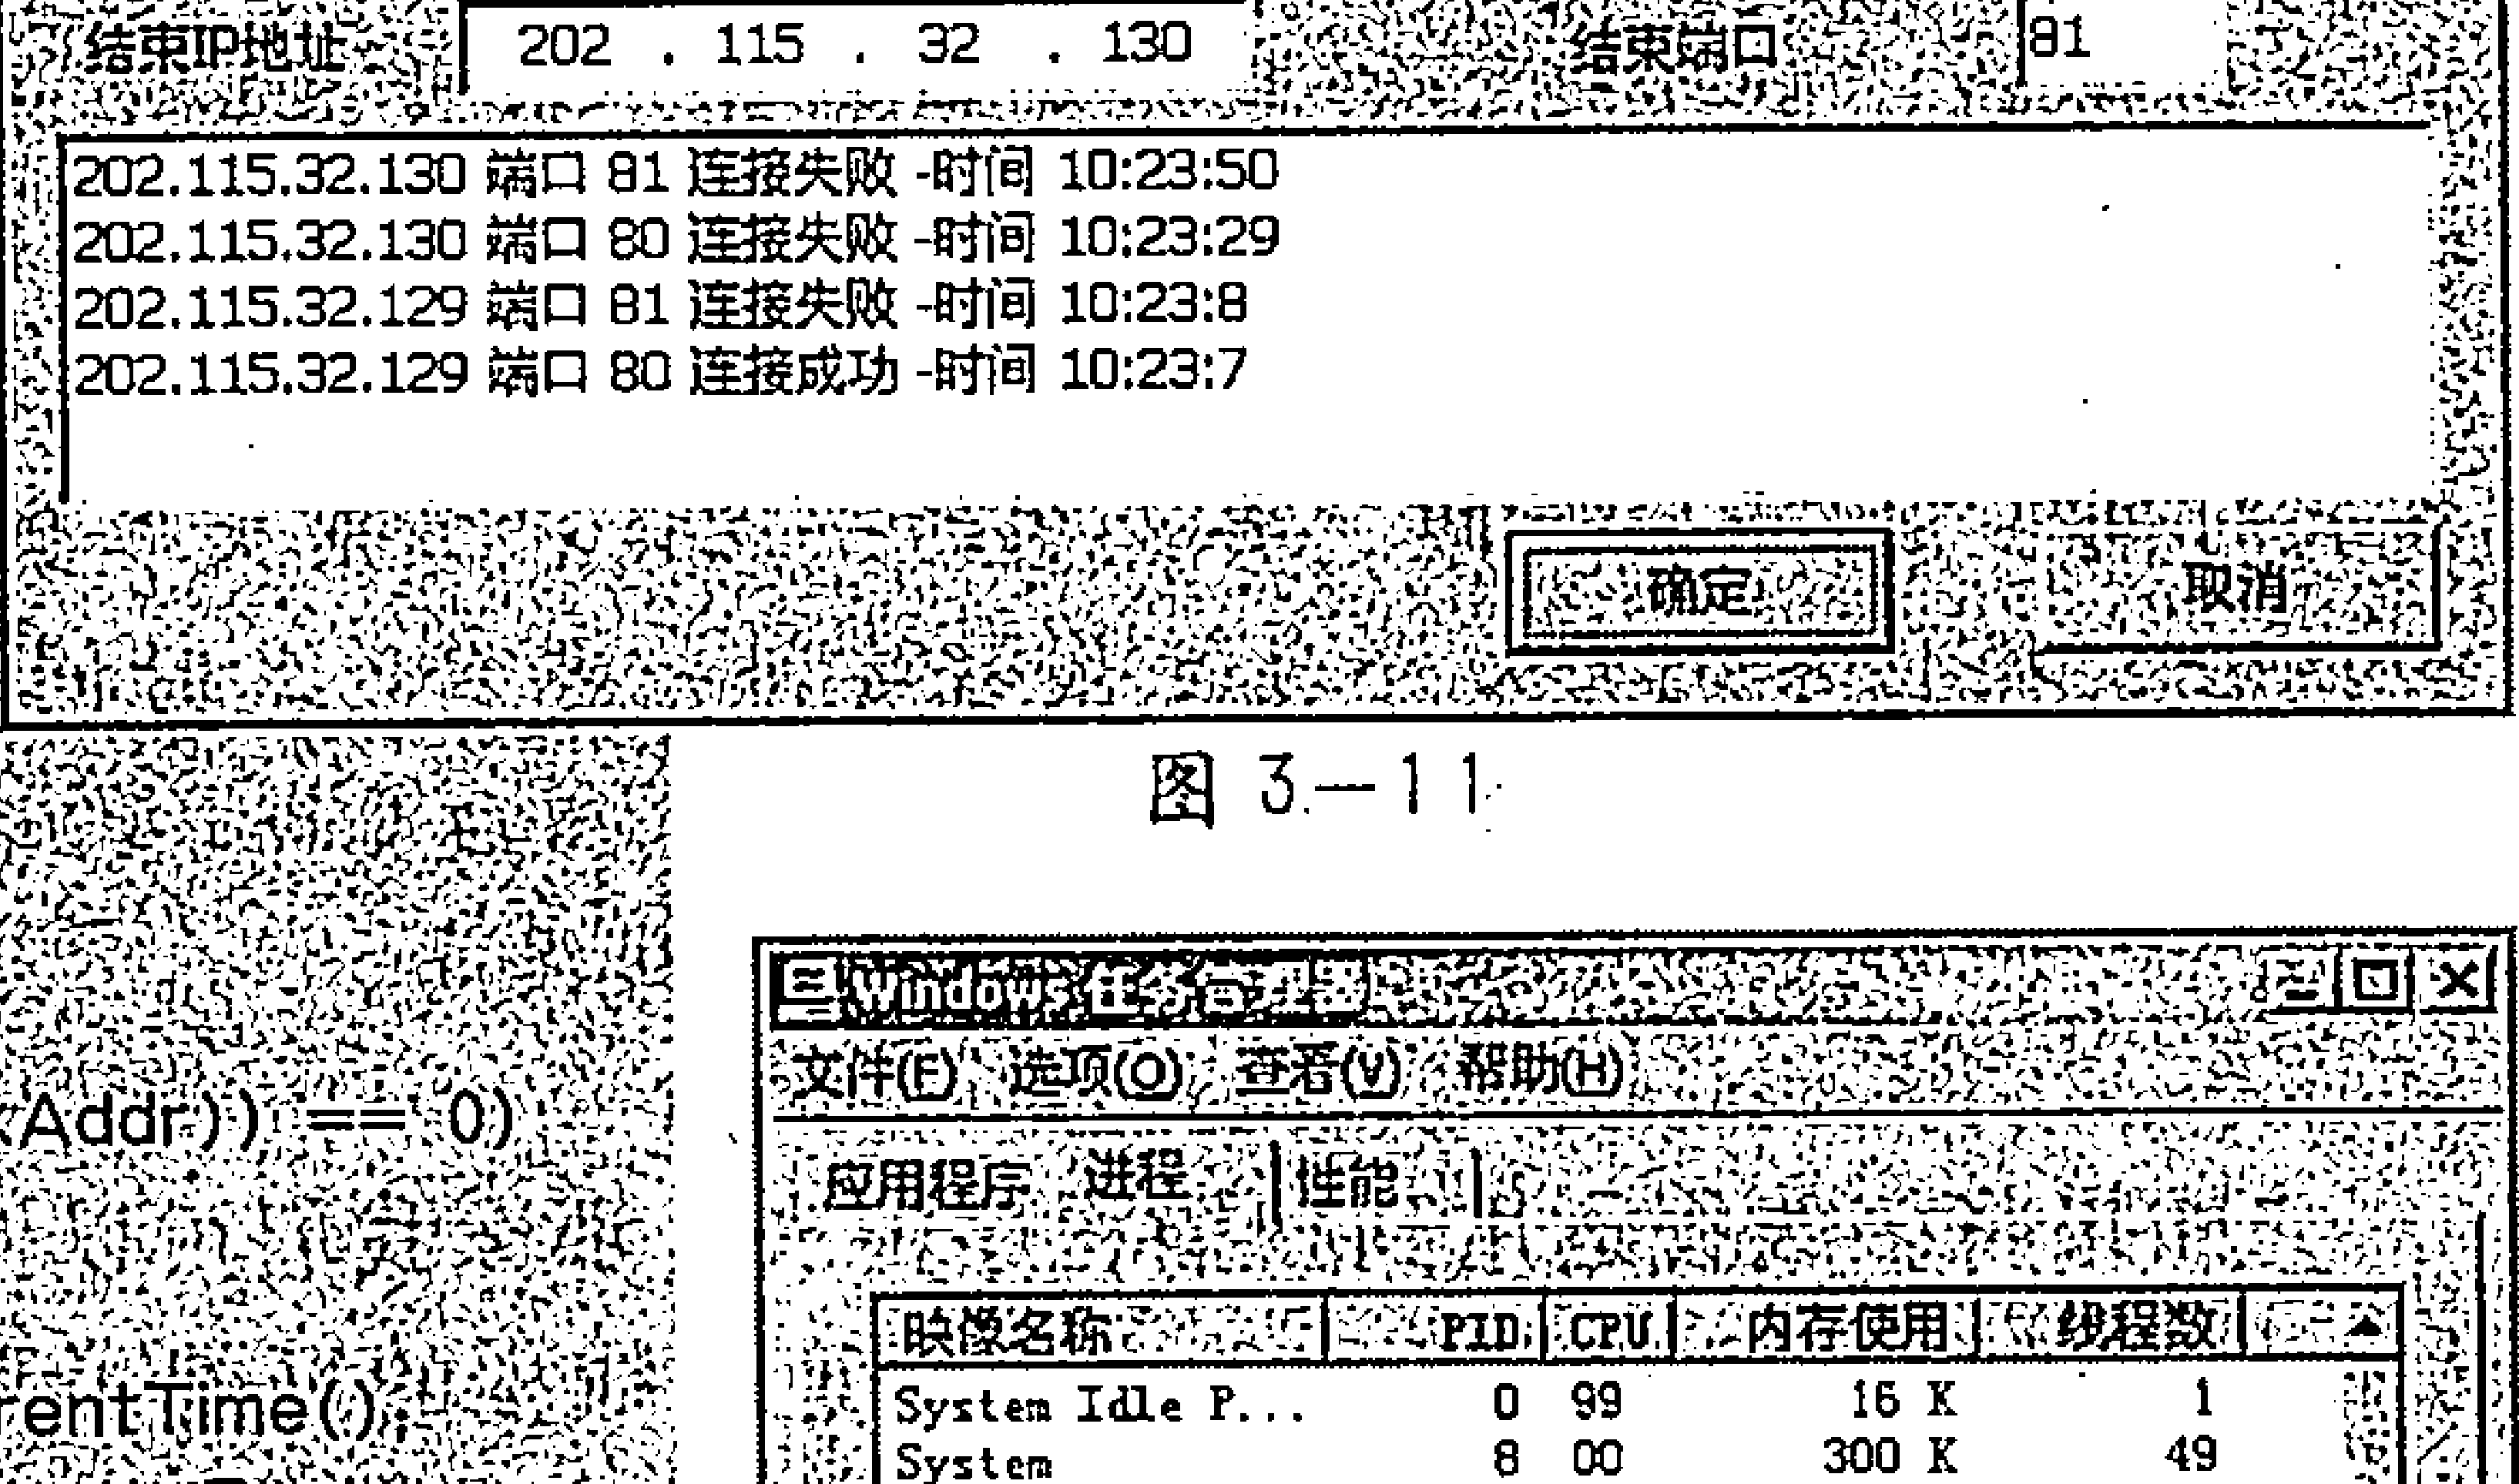 结束IP地址 202 . 115 . 32 . 130 结束端口 81
202.115.32.130 端口 81 连接失败 -时间 10:23:50
202.115.32.130 端口 80 连接失败 -时间 10:23:29
202.115.32.129 端口 81 连接失败 -时间 10:23:8
202.115.32.129 端口 80 连接成功 -时间 10:23:7
确定 取消
图 3-11
Addr)) == 0)
rentTime();
Windows 任务管理器
文件(F) 选项(O) 查看(V) 帮助(H)
应用程序 进程 性能
映像名称 PID CPU 内存使用 线程数
System Idle P... 0 99 16 K 1
System 8 00 300 K 49